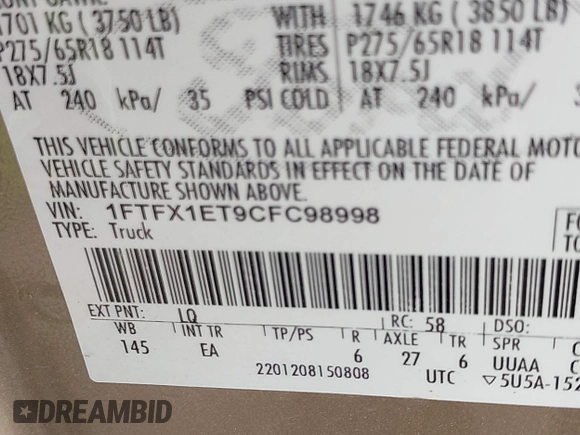 1701 KG ( 3750 LB) 1746 KG ( 3850 LB)
P275/65R18 114T TIRES P275/65R18 114T
18X7.5J RIMS 18X7.5J
AT 240 kPa/ 35 PSI COLD AT 240 kPa/
THIS VEHICLE CONFORMS TO ALL APPLICABLE FEDERAL MOTO
VEHICLE SAFETY STANDARDS IN EFFECT ON THE DATE OF
MANUFACTURE SHOWN ABOVE.
VIN: 1FTFX1ET9CFC98998
TYPE: Truck
EXT PNT: LQ RC: 58 DSO:
WB INT TR TP/PS R AXLE TR SPR
145 EA 6 27 6 UUAA
2201208150808 UTC ▽5U5A-152
DREAMBID